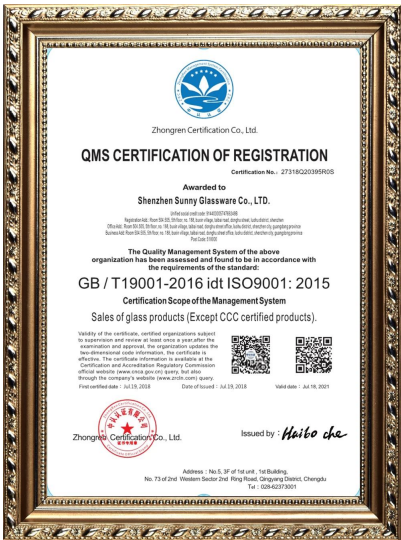 Zhongren Certification Co., Ltd.
QMS CERTIFICATION OF REGISTRATION
Certification No.: 27318Q20395R0S
Awarded to
Shenzhen Sunny Glassware Co., LTD.
The Quality Management System of the above
organization has been assessed and found to be in accordance with
the requirements of the standard:
GB / T19001-2016 idt ISO9001: 2015
Certification Scope of the Management System
Sales of glass products (Except CCC certified products).
Validity of the certificate, certified organizations subject
to supervision and review at least once a year,after the
examination and approval, the organization updates the
two-dimensional code information, the certificate is
effective. The certificate information is available at the
Certification and Accreditation Regulatory Commission
official website (www.cnca.gov.cn) query, but also
through the company's website (www.zrclc.com) query.
First certified date : Jul.19, 2018
Date of Issued : Jul.19, 2018
Valid date : Jul.18, 2021
Zhongren Certification Co., Ltd.
Issued by : Haibo che
Address : No.5, 3F of 1st unit , 1st Building,
No. 73 of 2nd Western Sector 2nd Ring Road, Qingyang District, Chengdu
Tel : 028-62373001